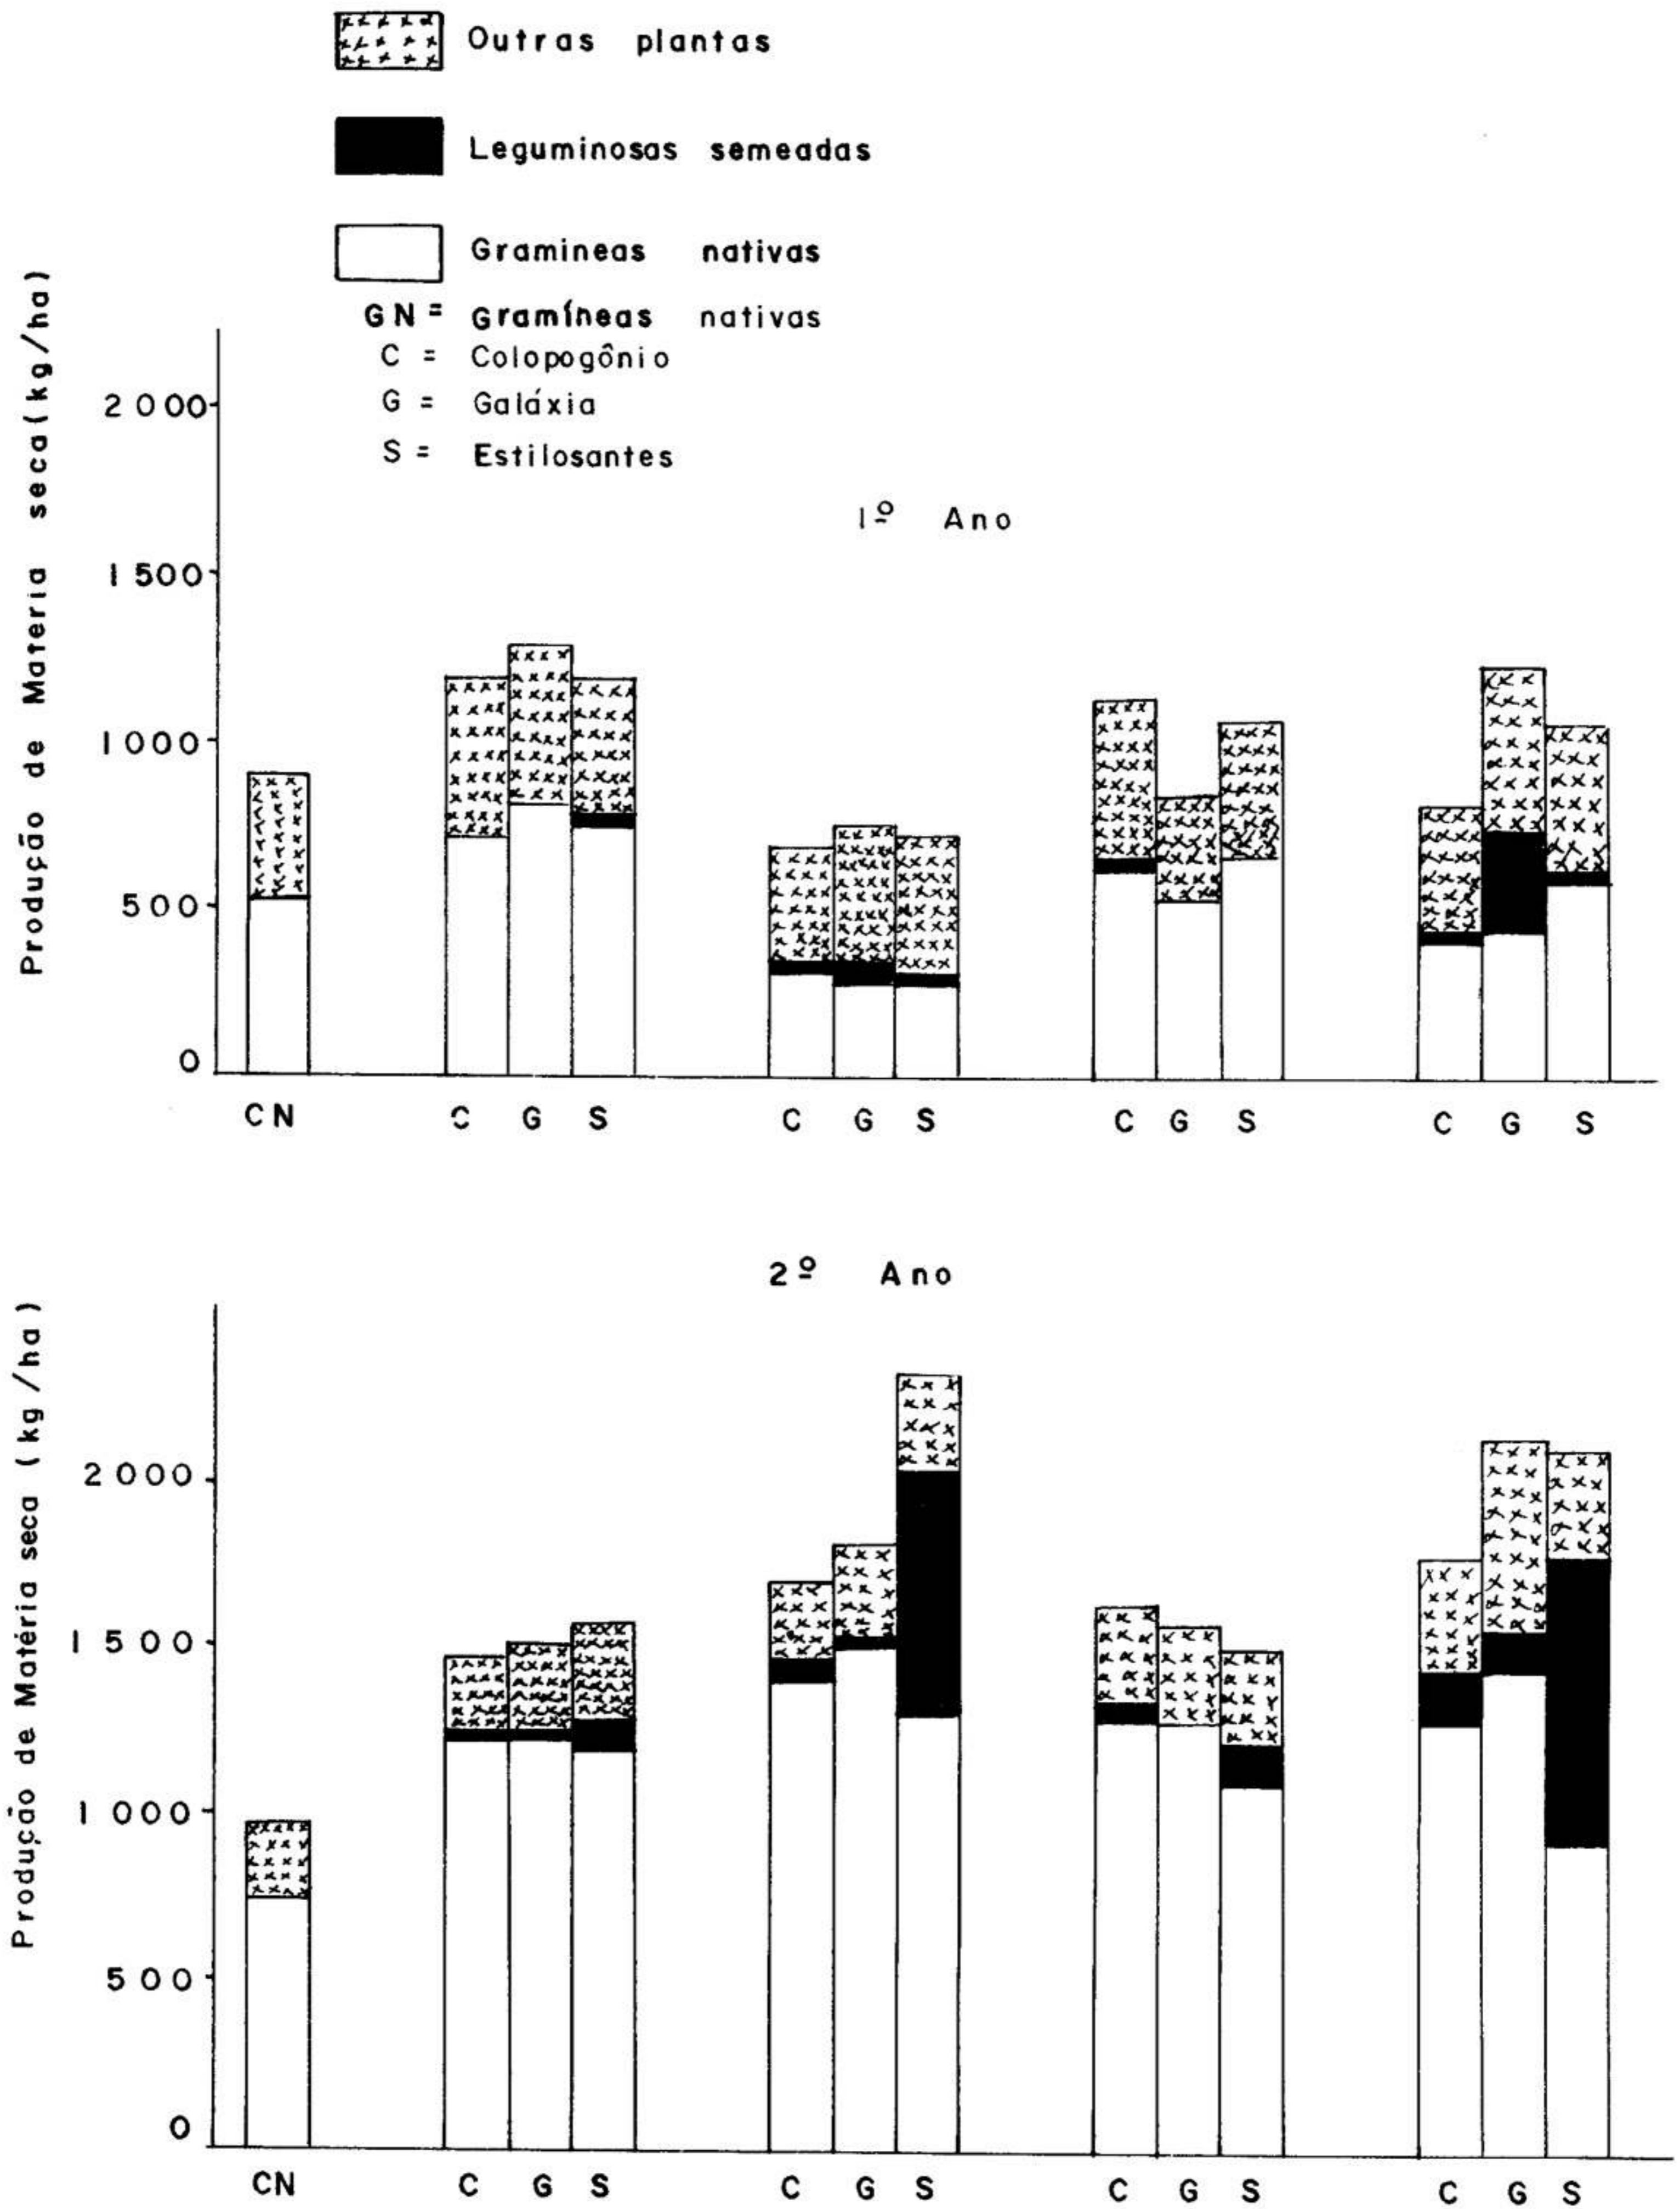 Outras plantas
Leguminosas semeadas
Gramineas nativas
GN = Gramíneas nativas
C = Colopogônio
G = Galáxia
S = Estilosantes
Produção de Materia seca (kg/ha)
1º Ano
2000
1500
1000
500
0
CN C G S C G S C G S C G S
2º Ano
Produção de Matéria seca (kg/ha)
2000
1500
1000
500
0
CN C G S C G S C G S C G S